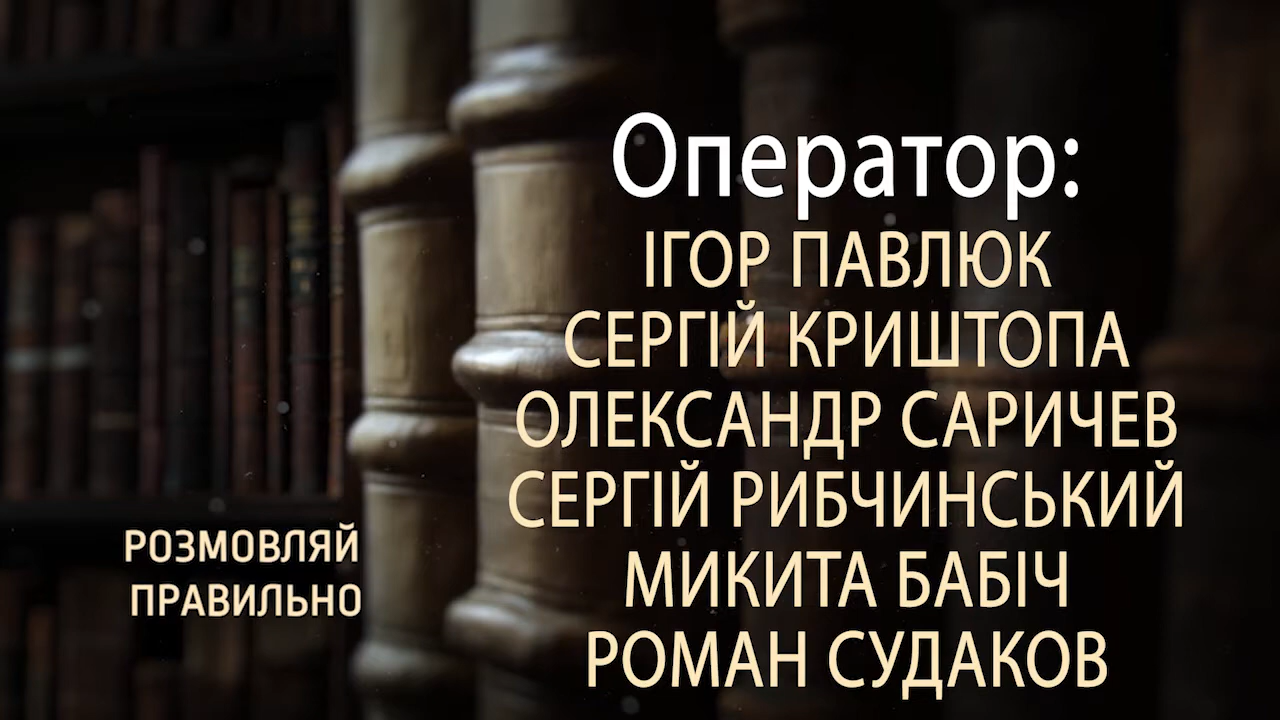 Оператор:
ІГОР ПАВЛЮК
СЕРГІЙ КРИШТОПА
ОЛЕКСАНДР САРИЧЕВ
СЕРГІЙ РИБЧИНСЬКИЙ
МИКИТА БАБІЧ
РОМАН СУДАКОВ
РОЗМОВЛЯЙ
ПРАВИЛЬНО